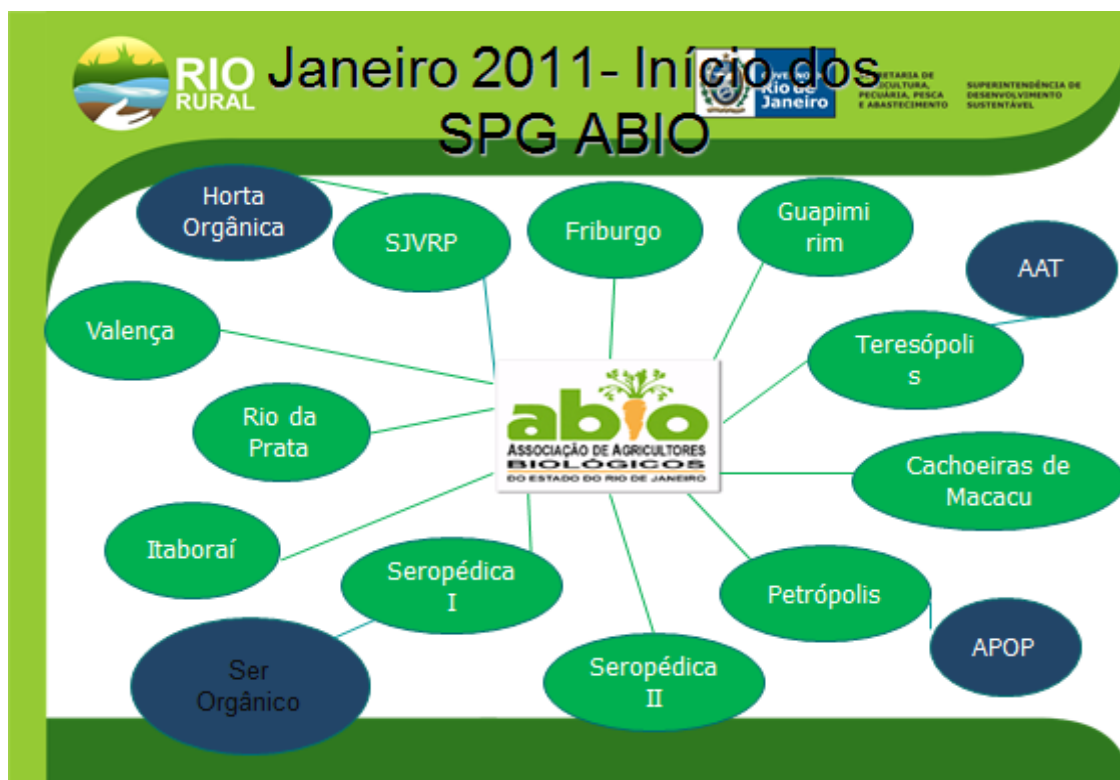 RIO
RURAL
Janeiro 2011- Início dos
SPG ABIO
GOVERNO DO
Rio de
Janeiro
SECRETARIA DE
AGRICULTURA,
PECUÁRIA, PESCA
E ABASTECIMENTO
SUPERINTENDÊNCIA DE
DESENVOLVIMENTO
SUSTENTÁVEL
Horta
Orgânica
SJVRP
Friburgo
Guapimi
rim
AAT
Valença
Teresópoli
s
Rio da
Prata
abio
ASSOCIAÇÃO DE AGRICULTORES
BIOLÓGICOS
DO ESTADO DO RIO DE JANEIRO
Cachoeiras de
Macacu
Itaboraí
Seropédica
I
Petrópolis
Ser
Orgânico
Seropédica
II
APOP